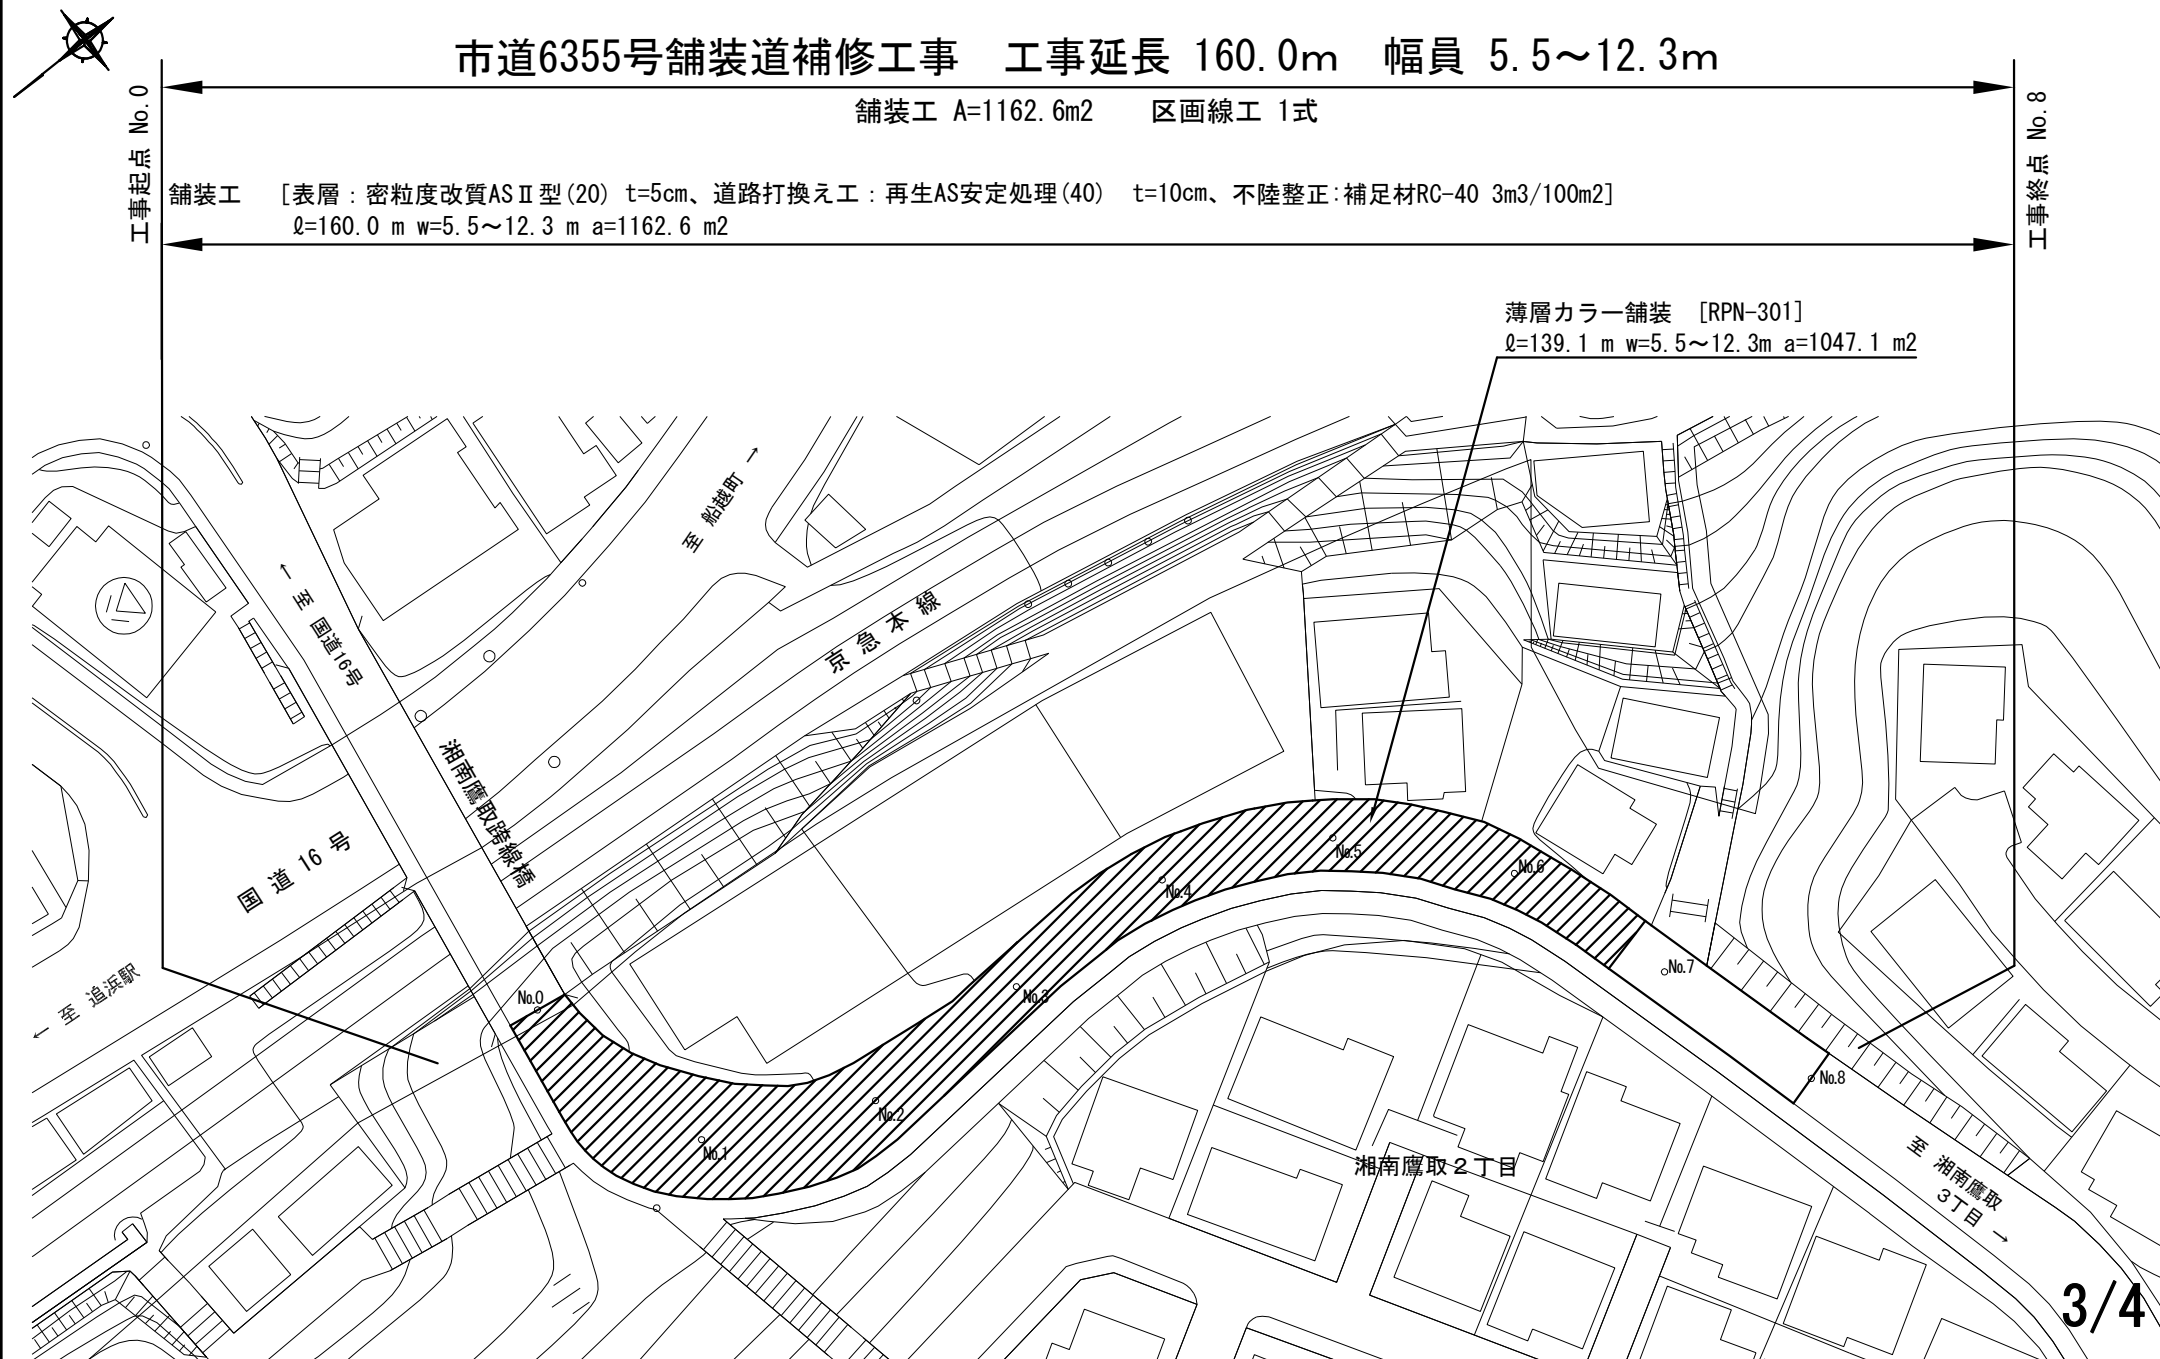 市道6355号舗装道補修工事　工事延長 160.0m　幅員 5.5～12.3m
舗装工 A=1162.6m2　区画線工 1式
工事起点 No.0
工事終点 No.8
舗装工　[表層：密粒度改質ASⅡ型(20) t=5cm、道路打換え工：再生AS安定処理(40)　t=10cm、不陸整正:補足材RC-40 3m3/100m2]
ℓ=160.0 m w=5.5～12.3 m a=1162.6 m2
薄層カラー舗装　[RPN-301]
ℓ=139.1 m w=5.5～12.3m a=1047.1 m2
至 船越町 →
← 至 国道16号
京急本線
湘南鷹取跨線橋
国道16号
← 至 追浜駅
No.0
No.1
No.2
No.3
No.4
No.5
No.6
No.7
No.8
湘南鷹取２丁目
至 湘南鷹取
３丁目 →
3/4